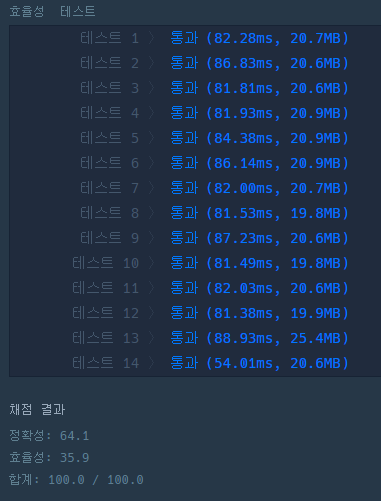 효율성 테스트
테스트 1 〉 통과 (82.28ms, 20.7MB)
테스트 2 〉 통과 (86.83ms, 20.6MB)
테스트 3 〉 통과 (81.81ms, 20.6MB)
테스트 4 〉 통과 (81.93ms, 20.9MB)
테스트 5 〉 통과 (84.38ms, 20.9MB)
테스트 6 〉 통과 (86.14ms, 20.9MB)
테스트 7 〉 통과 (82.00ms, 20.7MB)
테스트 8 〉 통과 (81.53ms, 19.8MB)
테스트 9 〉 통과 (87.23ms, 20.6MB)
테스트 10 〉 통과 (81.49ms, 19.8MB)
테스트 11 〉 통과 (82.03ms, 20.6MB)
테스트 12 〉 통과 (81.38ms, 19.9MB)
테스트 13 〉 통과 (88.93ms, 25.4MB)
테스트 14 〉 통과 (54.01ms, 20.6MB)
채점 결과
정확성: 64.1
효율성: 35.9
합계: 100.0 / 100.0